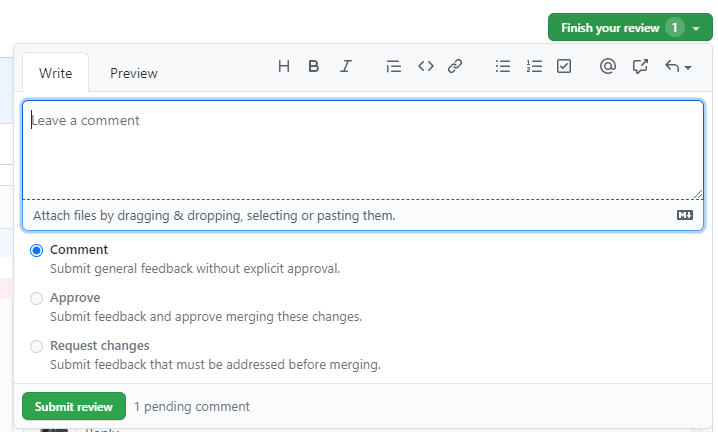 Finish your review 1
Write Preview H B I
Leave a comment
Attach files by dragging & dropping, selecting or pasting them.
Comment
Submit general feedback without explicit approval.
Approve
Submit feedback and approve merging these changes.
Request changes
Submit feedback that must be addressed before merging.
Submit review 1 pending comment